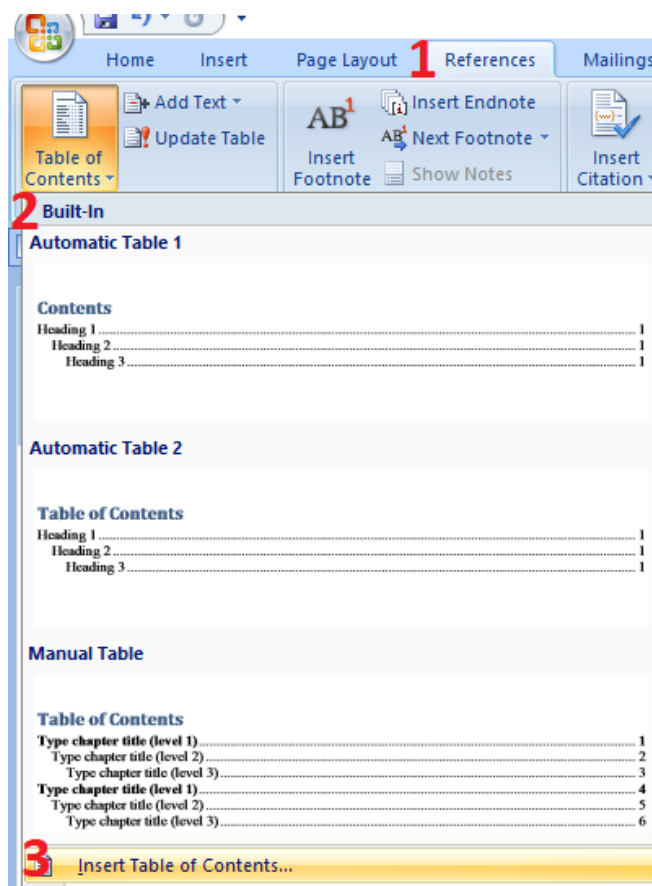 Home Insert Page Layout 1 References Mailings
Add Text
Update Table
Table of
Contents
AB1
Insert
Footnote
Insert Endnote
AB1 Next Footnote
Show Notes
Insert
Citation
2 Built-In
Automatic Table 1
Contents
Heading 1 1
Heading 2 1
Heading 3 1
Automatic Table 2
Table of Contents
Heading 1 1
Heading 2 1
Heading 3 1
Manual Table
Table of Contents
Type chapter title (level 1) 1
Type chapter title (level 2) 2
Type chapter title (level 3) 3
Type chapter title (level 1) 4
Type chapter title (level 2) 5
Type chapter title (level 3) 6
3 Insert Table of Contents...